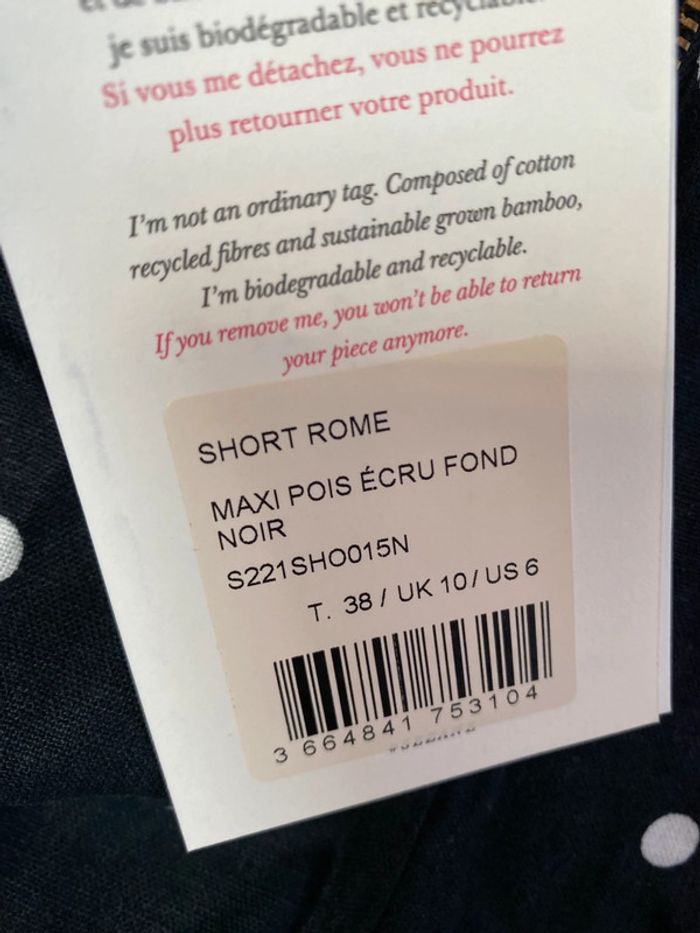 je suis biodégradable et recyclable.
Si vous me détachez, vous ne pourrez
plus retourner votre produit.
I'm not an ordinary tag. Composed of cotton
recycled fibres and sustainable grown bamboo,
I'm biodegradable and recyclable.
If you remove me, you won't be able to return
your piece anymore.
SHORT ROME
MAXI POIS ÉCRU FOND
NOIR
S221SHO015N
T. 38 / UK 10 / US 6
3 664841 753104